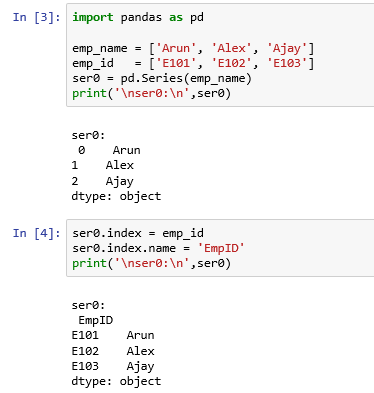 In [3]: import pandas as pd
emp_name = ['Arun', 'Alex', 'Ajay']
emp_id   = ['E101', 'E102', 'E103']
ser0 = pd.Series(emp_name)
print('\nser0:\n',ser0)
ser0:
 0    Arun
1    Alex
2    Ajay
dtype: object
In [4]: ser0.index = emp_id
ser0.index.name = 'EmpID'
print('\nser0:\n',ser0)
ser0:
 EmpID
E101    Arun
E102    Alex
E103    Ajay
dtype: object